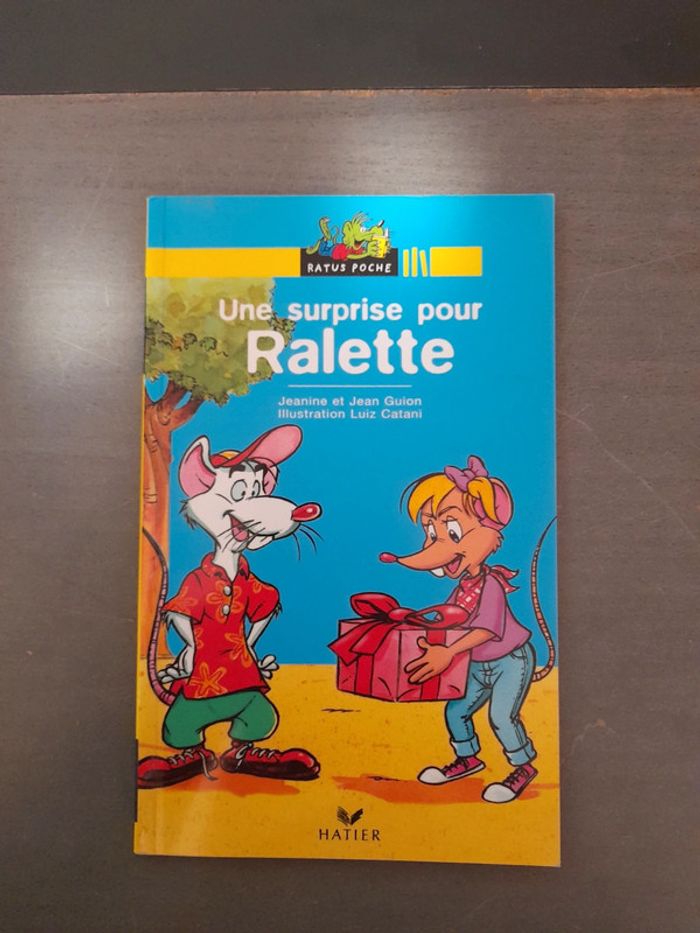 RATUS POCHE
Une surprise pour
Ralette
Jeanine et Jean Guion
Illustration Luiz Catani
HATIER